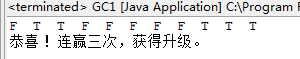 <terminated> GC1 [Java Application] C:\Program F
F T T F F F F F T T T
恭喜！连赢三次，获得升级。